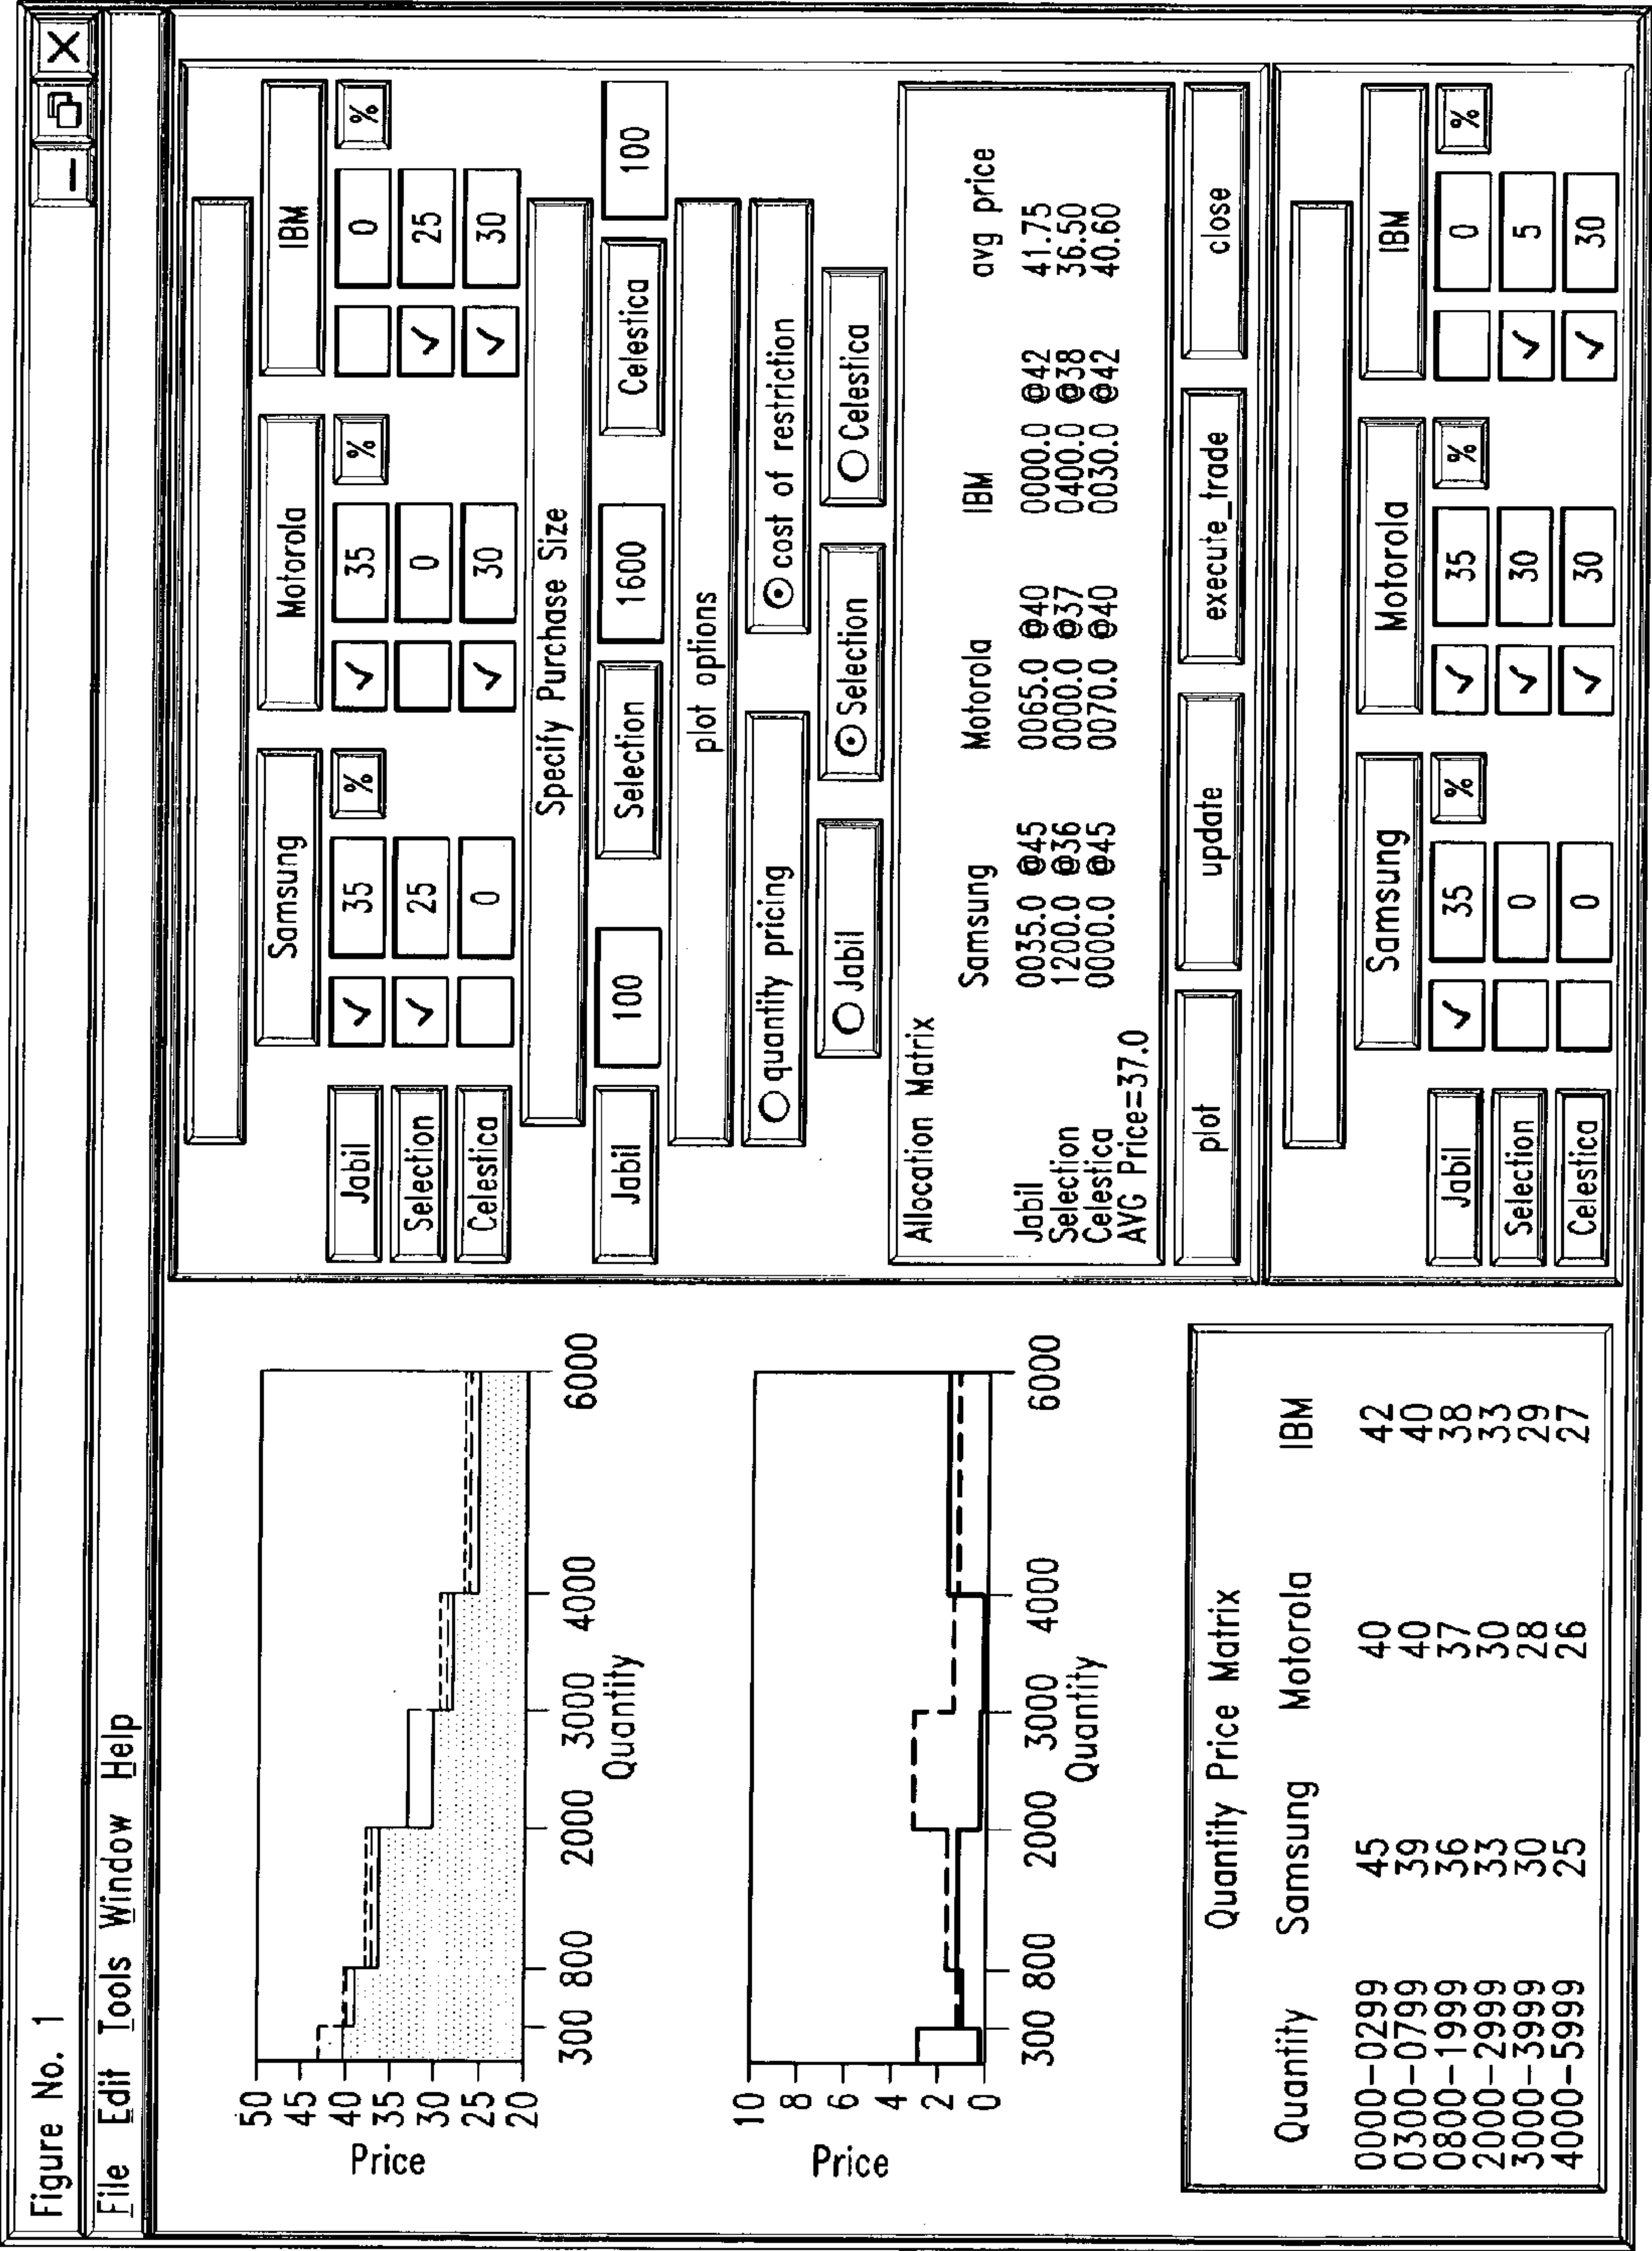 Figure No. 1
File Edit Tools Window Help
50
45
40
35
30
25
20
Price
300 800 2000 3000 4000 6000
Quantity
10
8
6
4
2
0
Price
300 800 2000 3000 4000 6000
Quantity
Quantity Price Matrix
Quantity Samsung Motorola IBM
0000-0299 45 40 42
0300-0799 39 40 40
0800-1999 36 37 38
2000-2999 33 30 33
3000-3999 30 28 29
4000-5999 25 26 27
Samsung Motorola IBM
Jabil ✓ 35 % ✓ 35 % 0 %
Selection ✓ 25 0 ✓ 25
Celestica 0 ✓ 30 ✓ 30
Specify Purchase Size
Jabil 100 Selection 1600 Celestica 100
plot options
quantity pricing cost of restriction
Jabil Selection Celestica
Allocation Matrix
Samsung Motorola IBM avg price
Jabil 0035.0 @45 0065.0 @40 0000.0 @42 41.75
Selection 1200.0 @36 0000.0 @37 0400.0 @38 36.50
Celestica 0000.0 @45 0070.0 @40 0030.0 @42 40.60
AVG Price=37.0
plot update execute_trade close
Samsung Motorola IBM
Jabil ✓ 35 % ✓ 35 % 0 %
Selection 0 ✓ 30 ✓ 5
Celestica 0 ✓ 30 ✓ 30